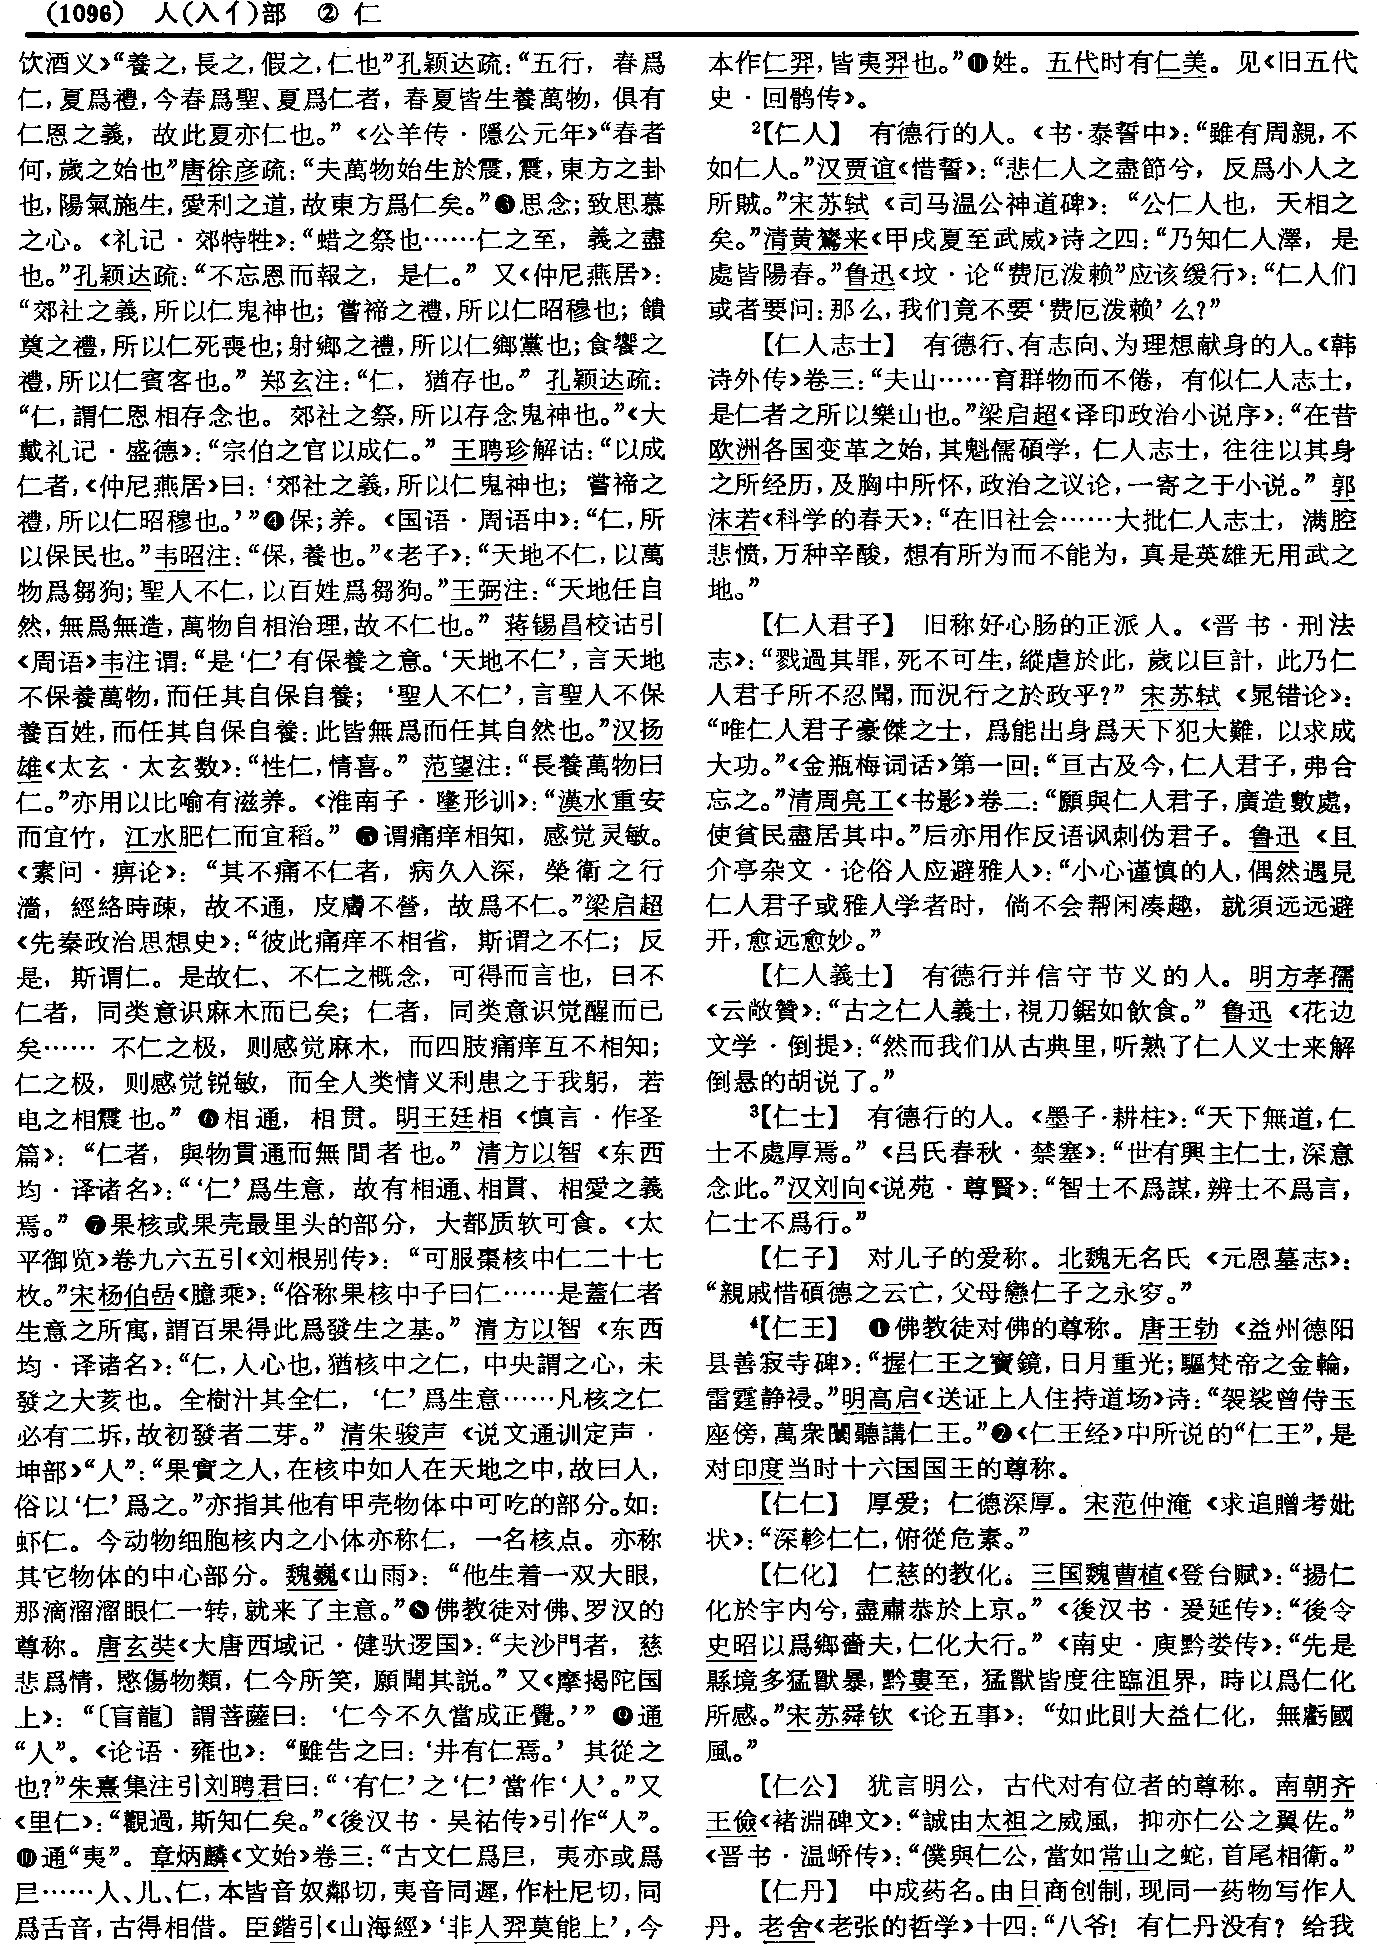 (1096) 人(入亻)部 ② 仁
饮酒义》“養之,長之,假之,仁也”孔颖达疏:“五行,春爲
仁,夏爲禮,今春爲聖、夏爲仁者,春夏皆生養萬物,俱有
仁恩之義,故此夏亦仁也。”《公羊传·隱公元年》“春者
何,歲之始也”唐徐彦疏:“夫萬物始生於震,震,東方之卦
也,陽氣施生,愛利之道,故東方爲仁矣。”❸思念;致思慕
之心。《礼记·郊特牲》:“蜡之祭也……仁之至,義之盡
也。”孔颖达疏:“不忘恩而報之,是仁。”又《仲尼燕居》:
“郊社之義,所以仁鬼神也;嘗禘之禮,所以仁昭穆也;饋
奠之禮,所以仁死喪也;射鄉之禮,所以仁鄉黨也;食饗之
禮,所以仁賓客也。”郑玄注:“仁,猶存也。”孔颖达疏:
“仁,謂仁恩相存念也。郊社之祭,所以存念鬼神也。”《大
戴礼记·盛德》:“宗伯之官以成仁。”王聘珍解诂:“以成
仁者,《仲尼燕居》曰:‘郊社之義,所以仁鬼神也;嘗禘之
禮,所以仁昭穆也。’”❹保;养。《国语·周语中》:“仁,所
以保民也。”韦昭注:“保,養也。”《老子》:“天地不仁,以萬
物爲芻狗;聖人不仁,以百姓爲芻狗。”王弼注:“天地任自
然,無爲無造,萬物自相治理,故不仁也。”蒋锡昌校诂引
《周语》韦注谓:“是‘仁’有保養之意。‘天地不仁’,言天地
不保養萬物,而任其自保自養;‘聖人不仁’,言聖人不保
養百姓,而任其自保自養:此皆無爲而任其自然也。”汉扬
雄《太玄·太玄数》:“性仁,情喜。”范望注:“長養萬物曰
仁。”亦用以比喻有滋养。《淮南子·墬形训》:“漢水重安
而宜竹,江水肥仁而宜稻。”❺谓痛痒相知,感觉灵敏。
《素问·痹论》:“其不痛不仁者,病久入深,榮衛之行
濇,經絡時疎,故不通,皮膚不營,故爲不仁。”梁启超
《先秦政治思想史》:“彼此痛痒不相省,斯谓之不仁;反
是,斯谓仁。是故仁、不仁之概念,可得而言也,曰不
仁者,同类意识麻木而已矣;仁者,同类意识觉醒而已
矣……不仁之极,则感觉麻木,而四肢痛痒互不相知;
仁之极,则感觉锐敏,而全人类情义利患之于我躬,若
电之相震也。”❻相通,相贯。明王廷相《慎言·作圣
篇》:“仁者,與物貫通而無間者也。”清方以智《东西
均·译诸名》:“‘仁’爲生意,故有相通、相貫、相愛之義
焉。”❼果核或果壳最里头的部分,大都质软可食。《太
平御览》卷九六五引《刘根别传》:“可服棗核中仁二十七
枚。”宋杨伯嵒《臆乘》:“俗称果核中子曰仁……是蓋仁者
生意之所寓,謂百果得此爲發生之基。”清方以智《东西
均·译诸名》:“仁,人心也,猶核中之仁,中央謂之心,未
發之大荄也。全樹汁其全仁,‘仁’爲生意……凡核之仁
必有二坼,故初發者二芽。”清朱骏声《说文通训定声·
坤部》“人”:“果實之人,在核中如人在天地之中,故曰人,
俗以‘仁’爲之。”亦指其他有甲壳物体中可吃的部分。如:
虾仁。今动物细胞核内之小体亦称仁,一名核点。亦称
其它物体的中心部分。魏巍《山雨》:“他生着一双大眼,
那滴溜溜眼仁一转,就来了主意。”❽佛教徒对佛、罗汉的
尊称。唐玄奘《大唐西域记·健驮逻国》:“夫沙門者,慈
悲爲情,愍傷物類,仁今所笑,願聞其説。”又《摩揭陀国
上》:“〔盲龍〕謂菩薩曰:‘仁今不久當成正覺。’”❾通
“人”。《论语·雍也》:“雖告之曰:‘井有仁焉。’其從之
也?”朱熹集注引刘聘君曰:“‘有仁’之‘仁’當作‘人’。”又
《里仁》:“觀過,斯知仁矣。”《後汉书·吴祐传》引作“人”。
❿通“夷”。章炳麟《文始》卷三:“古文仁爲𡰥,夷亦或爲
𡰥……人、儿、仁,本皆音奴鄰切,夷音同遲,作杜尼切,同
爲舌音,古得相借。臣鍇引《山海經》‘非人羿莫能上’,今
本作仁羿,皆夷羿也。”⓫姓。五代时有仁美。见《旧五代
史·回鹘传》。
²【仁人】 有德行的人。《书·泰誓中》:“雖有周親,不
如仁人。”汉贾谊《惜誓》:“悲仁人之盡節兮,反爲小人之
所賊。”宋苏轼《司马温公神道碑》:“公仁人也,天相之
矣。”清黄鷟来《甲戌夏至武威》诗之四:“乃知仁人澤,是
處皆陽春。”鲁迅《坟·论“费厄泼赖”应该缓行》:“仁人们
或者要问:那么,我们竟不要‘费厄泼赖’么?”
【仁人志士】 有德行、有志向、为理想献身的人。《韩
诗外传》卷三:“夫山……育群物而不倦,有似仁人志士,
是仁者之所以樂山也。”梁启超《译印政治小说序》:“在昔
欧洲各国变革之始,其魁儒硕学,仁人志士,往往以其身
之所经历,及胸中所怀,政治之议论,一寄之于小说。”郭
沫若《科学的春天》:“在旧社会……大批仁人志士,满腔
悲愤,万种辛酸,想有所为而不能为,真是英雄无用武之
地。”
【仁人君子】 旧称好心肠的正派人。《晋书·刑法
志》:“戮過其罪,死不可生,縱虐於此,歲以巨計,此乃仁
人君子所不忍聞,而況行之於政乎?”宋苏轼《晁错论》:
“唯仁人君子豪傑之士,爲能出身爲天下犯大難,以求成
大功。”《金瓶梅词话》第一回:“亘古及今,仁人君子,弗合
忘之。”清周亮工《书影》卷二:“願與仁人君子,廣造數處,
使貧民盡居其中。”后亦用作反语讽刺伪君子。鲁迅《且
介亭杂文·论俗人应避雅人》:“小心谨慎的人,偶然遇見
仁人君子或雅人学者时,倘不会帮闲凑趣,就須远远避
开,愈远愈妙。”
【仁人義士】 有德行并信守节义的人。明方孝孺
《云敞贊》:“古之仁人義士,視刀鋸如飲食。”鲁迅《花边
文学·倒提》:“然而我们从古典里,听熟了仁人义士来解
倒悬的胡说了。”
³【仁士】 有德行的人。《墨子·耕柱》:“天下無道,仁
士不處厚焉。”《吕氏春秋·禁塞》:“世有興主仁士,深意
念此。”汉刘向《说苑·尊賢》:“智士不爲謀,辨士不爲言,
仁士不爲行。”
【仁子】 对儿子的爱称。北魏无名氏《元恩墓志》:
“親戚惜碩德之云亡,父母戀仁子之永穸。”
⁴【仁王】 ❶佛教徒对佛的尊称。唐王勃《益州德阳
县善寂寺碑》:“握仁王之寶鏡,日月重光;驅梵帝之金輪,
雷霆静祲。”明高启《送证上人住持道场》诗:“袈裟曾侍玉
座傍,萬衆闐聽講仁王。”❷《仁王经》中所说的“仁王”,是
对印度当时十六国国王的尊称。
【仁仁】 厚爱;仁德深厚。宋范仲淹《求追贈考妣
状》:“深軫仁仁,俯從危素。”
【仁化】 仁慈的教化。三国魏曹植《登台赋》:“揚仁
化於宇内兮,盡肅恭於上京。”《後汉书·爰延传》:“後令
史昭以爲鄉嗇夫,仁化大行。”《南史·庾黔娄传》:“先是
縣境多猛獸暴,黔婁至,猛獸皆度往臨沮界,時以爲仁化
所感。”宋苏舜钦《论五事》:“如此則大益仁化,無虧國
風。”
【仁公】 犹言明公,古代对有位者的尊称。南朝齐
王儉《褚淵碑文》:“誠由太祖之威風,抑亦仁公之翼佐。”
《晋书·温峤传》:“僕與仁公,當如常山之蛇,首尾相衛。”
【仁丹】 中成药名。由日商创制,现同一药物写作人
丹。老舍《老张的哲学》十四:“八爷!有仁丹没有?给我